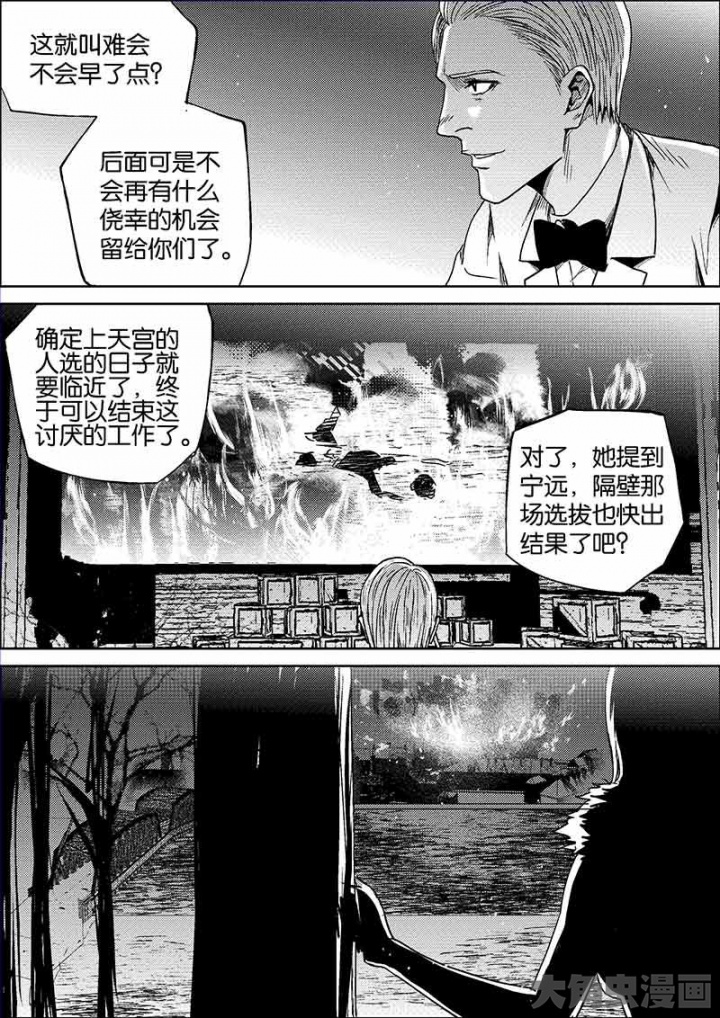 这就叫难会
不会早了点？
后面可是不
会再有什么
侥幸的机会
留给你们了。
确定上天宫的
人选的日子就
要临近了，终
于可以结束这
讨厌的工作了。
对了，她提到
宁远，隔壁那
场选拔也快出
结果了吧？
大角虫漫画